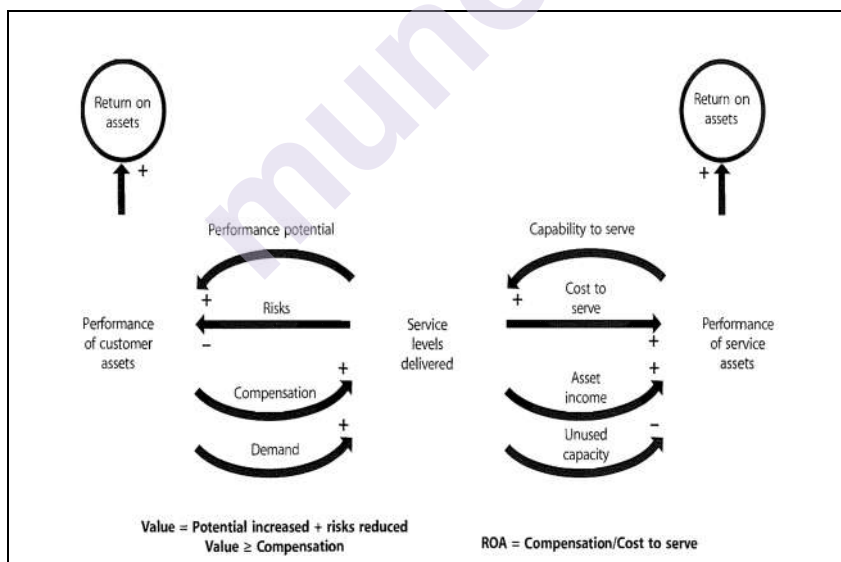 Return on
assets
+
Return on
assets
+
Performance potential
Capability to serve
+
Risks
–
Performance
of customer
assets
Service
levels
delivered
+
Cost to
serve
+
Performance
of service
assets
Compensation
+
Demand
+
Asset
income
+
Unused
capacity
–
Value = Potential increased + risks reduced
Value ≥ Compensation
ROA = Compensation/Cost to serve